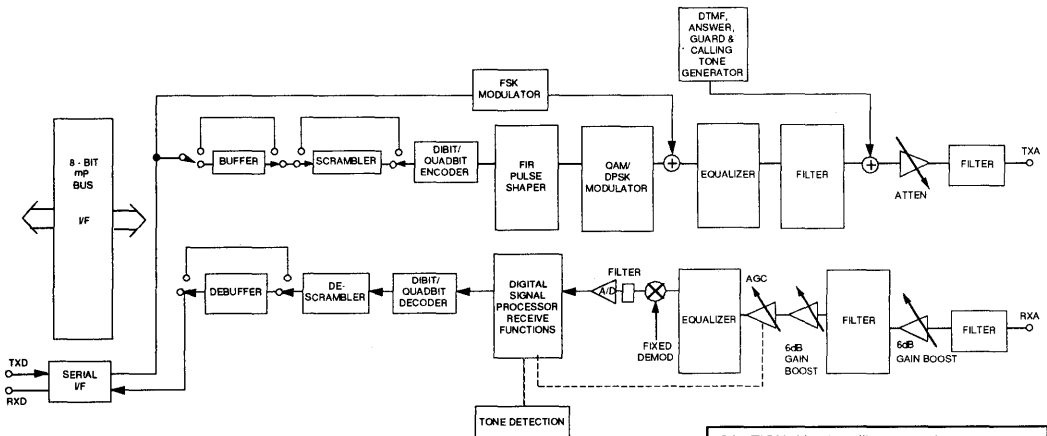 DTMF,
ANSWER,
GUARD &
CALLING
TONE
GENERATOR
FSK
MODULATOR
8 - BIT
mP
BUS
I/F
BUFFER
SCRAMBLER
DIBIT/
QUADBIT
ENCODER
FIR
PULSE
SHAPER
QAM/
DPSK
MODULATOR
EQUALIZER
FILTER
ATTEN
FILTER
TXA
DEBUFFER
DE-
SCRAMBLER
DIBIT/
QUADBIT
DECODER
DIGITAL
SIGNAL
PROCESSOR
RECEIVE
FUNCTIONS
FILTER
A/D
FIXED
DEMOD
EQUALIZER
AGC
6dB
GAIN
BOOST
FILTER
6dB
GAIN BOOST
FILTER
RXA
TXD
RXD
SERIAL
I/F
TONE DETECTION